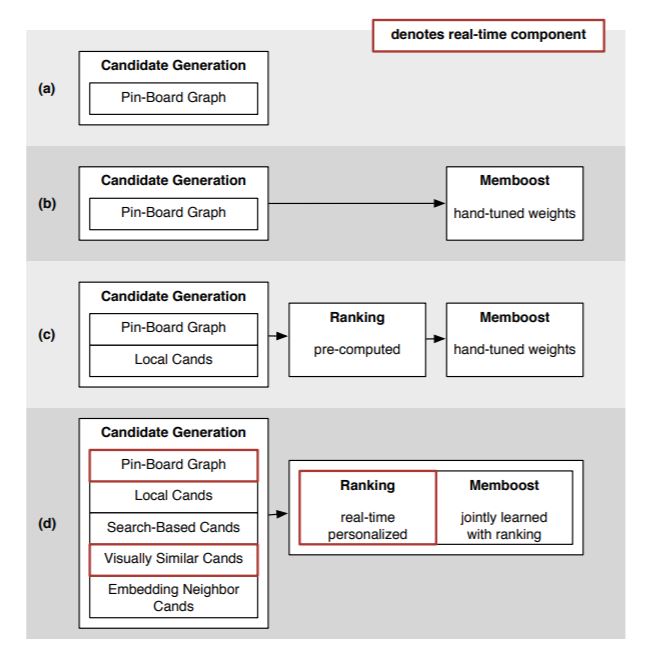 denotes real-time component
(a)
Candidate Generation
Pin-Board Graph
(b)
Candidate Generation
Pin-Board Graph
Memboost
hand-tuned weights
(c)
Candidate Generation
Pin-Board Graph
Local Cands
Ranking
pre-computed
Memboost
hand-tuned weights
(d)
Candidate Generation
Pin-Board Graph
Local Cands
Search-Based Cands
Visually Similar Cands
Embedding Neighbor
Cands
Ranking
real-time
personalized
Memboost
jointly learned
with ranking